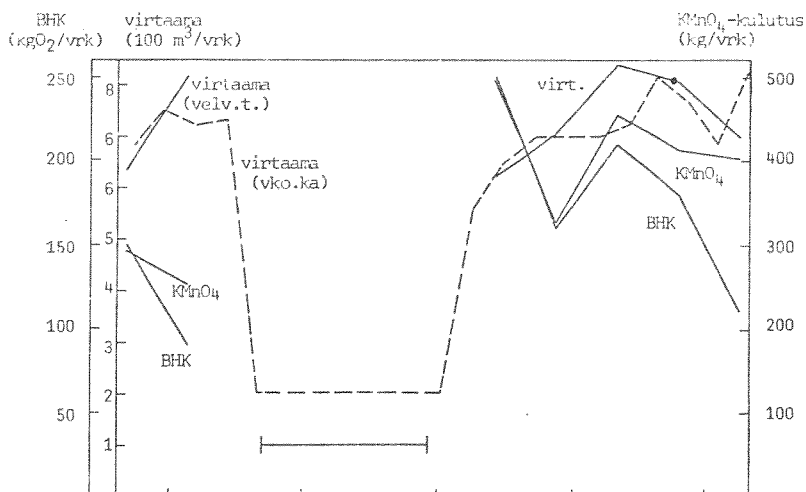 BHK virtaama KMnO₄-kulutus
(kgO₂/vrk) (100 m³/vrk) (kg/vrk)
250 8 virtaama virt. 500
(velv.t.)
6
200 virtaama 400
6 (vko.ka) KMnO₄
BHK
5
150 300
4 KMnO₄
100 200
3 BHK
2
50 100
1